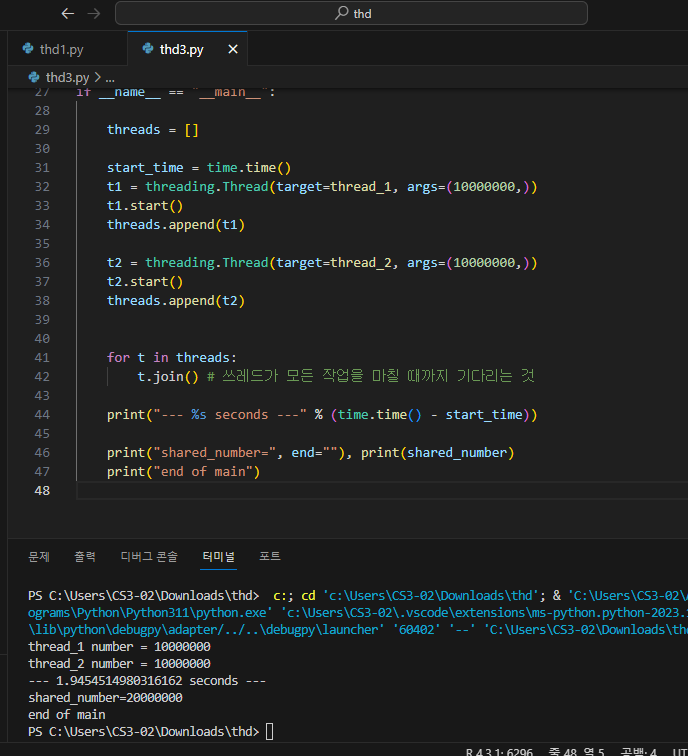 thd
thd1.py
thd3.py
thd3.py > ...
27 if __name__ == "__main__":
28
29 threads = []
30
31 start_time = time.time()
32 t1 = threading.Thread(target=thread_1, args=(10000000,))
33 t1.start()
34 threads.append(t1)
35
36 t2 = threading.Thread(target=thread_2, args=(10000000,))
37 t2.start()
38 threads.append(t2)
39
40
41 for t in threads:
42 t.join() # 쓰레드가 모든 작업을 마칠 때까지 기다리는 것
43
44 print("--- %s seconds ---" % (time.time() - start_time))
45
46 print("shared_number=", end=""), print(shared_number)
47 print("end of main")
48
문제 출력 디버그 콘솔 터미널 포트
PS C:\Users\CS3-02\Downloads\thd> c:; cd 'c:\Users\CS3-02\Downloads\thd'; & 'C:\Users\CS3-02\
ograms\Python\Python311\python.exe' 'c:\Users\CS3-02\.vscode\extensions\ms-python.python-2023.
\lib\python\debugpy\adapter/../..\debugpy\launcher' '60402' '--' 'C:\Users\CS3-02\Downloads\thd
thread_1 number = 10000000
thread_2 number = 10000000
--- 1.9454514980316162 seconds ---
shared_number=20000000
end of main
PS C:\Users\CS3-02\Downloads\thd>
R 4.3.1: 6296 줄 48, 열 5 공백: 4 UT